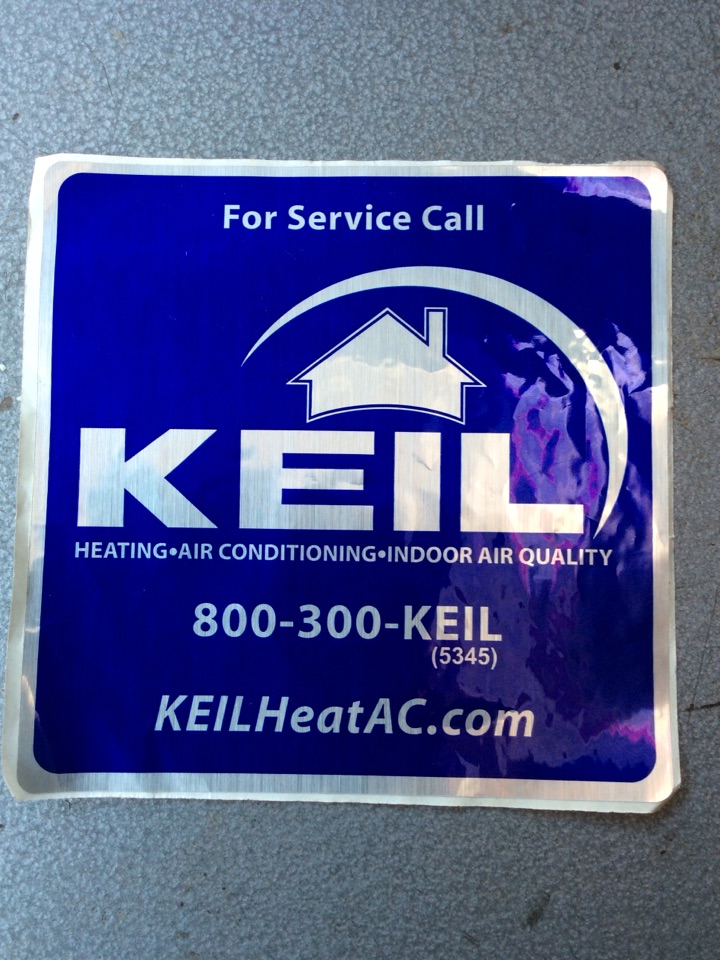 For Service Call
KEIL
HEATING•AIR CONDITIONING•INDOOR AIR QUALITY
800-300-KEIL
(5345)
KEILHeatAC.com